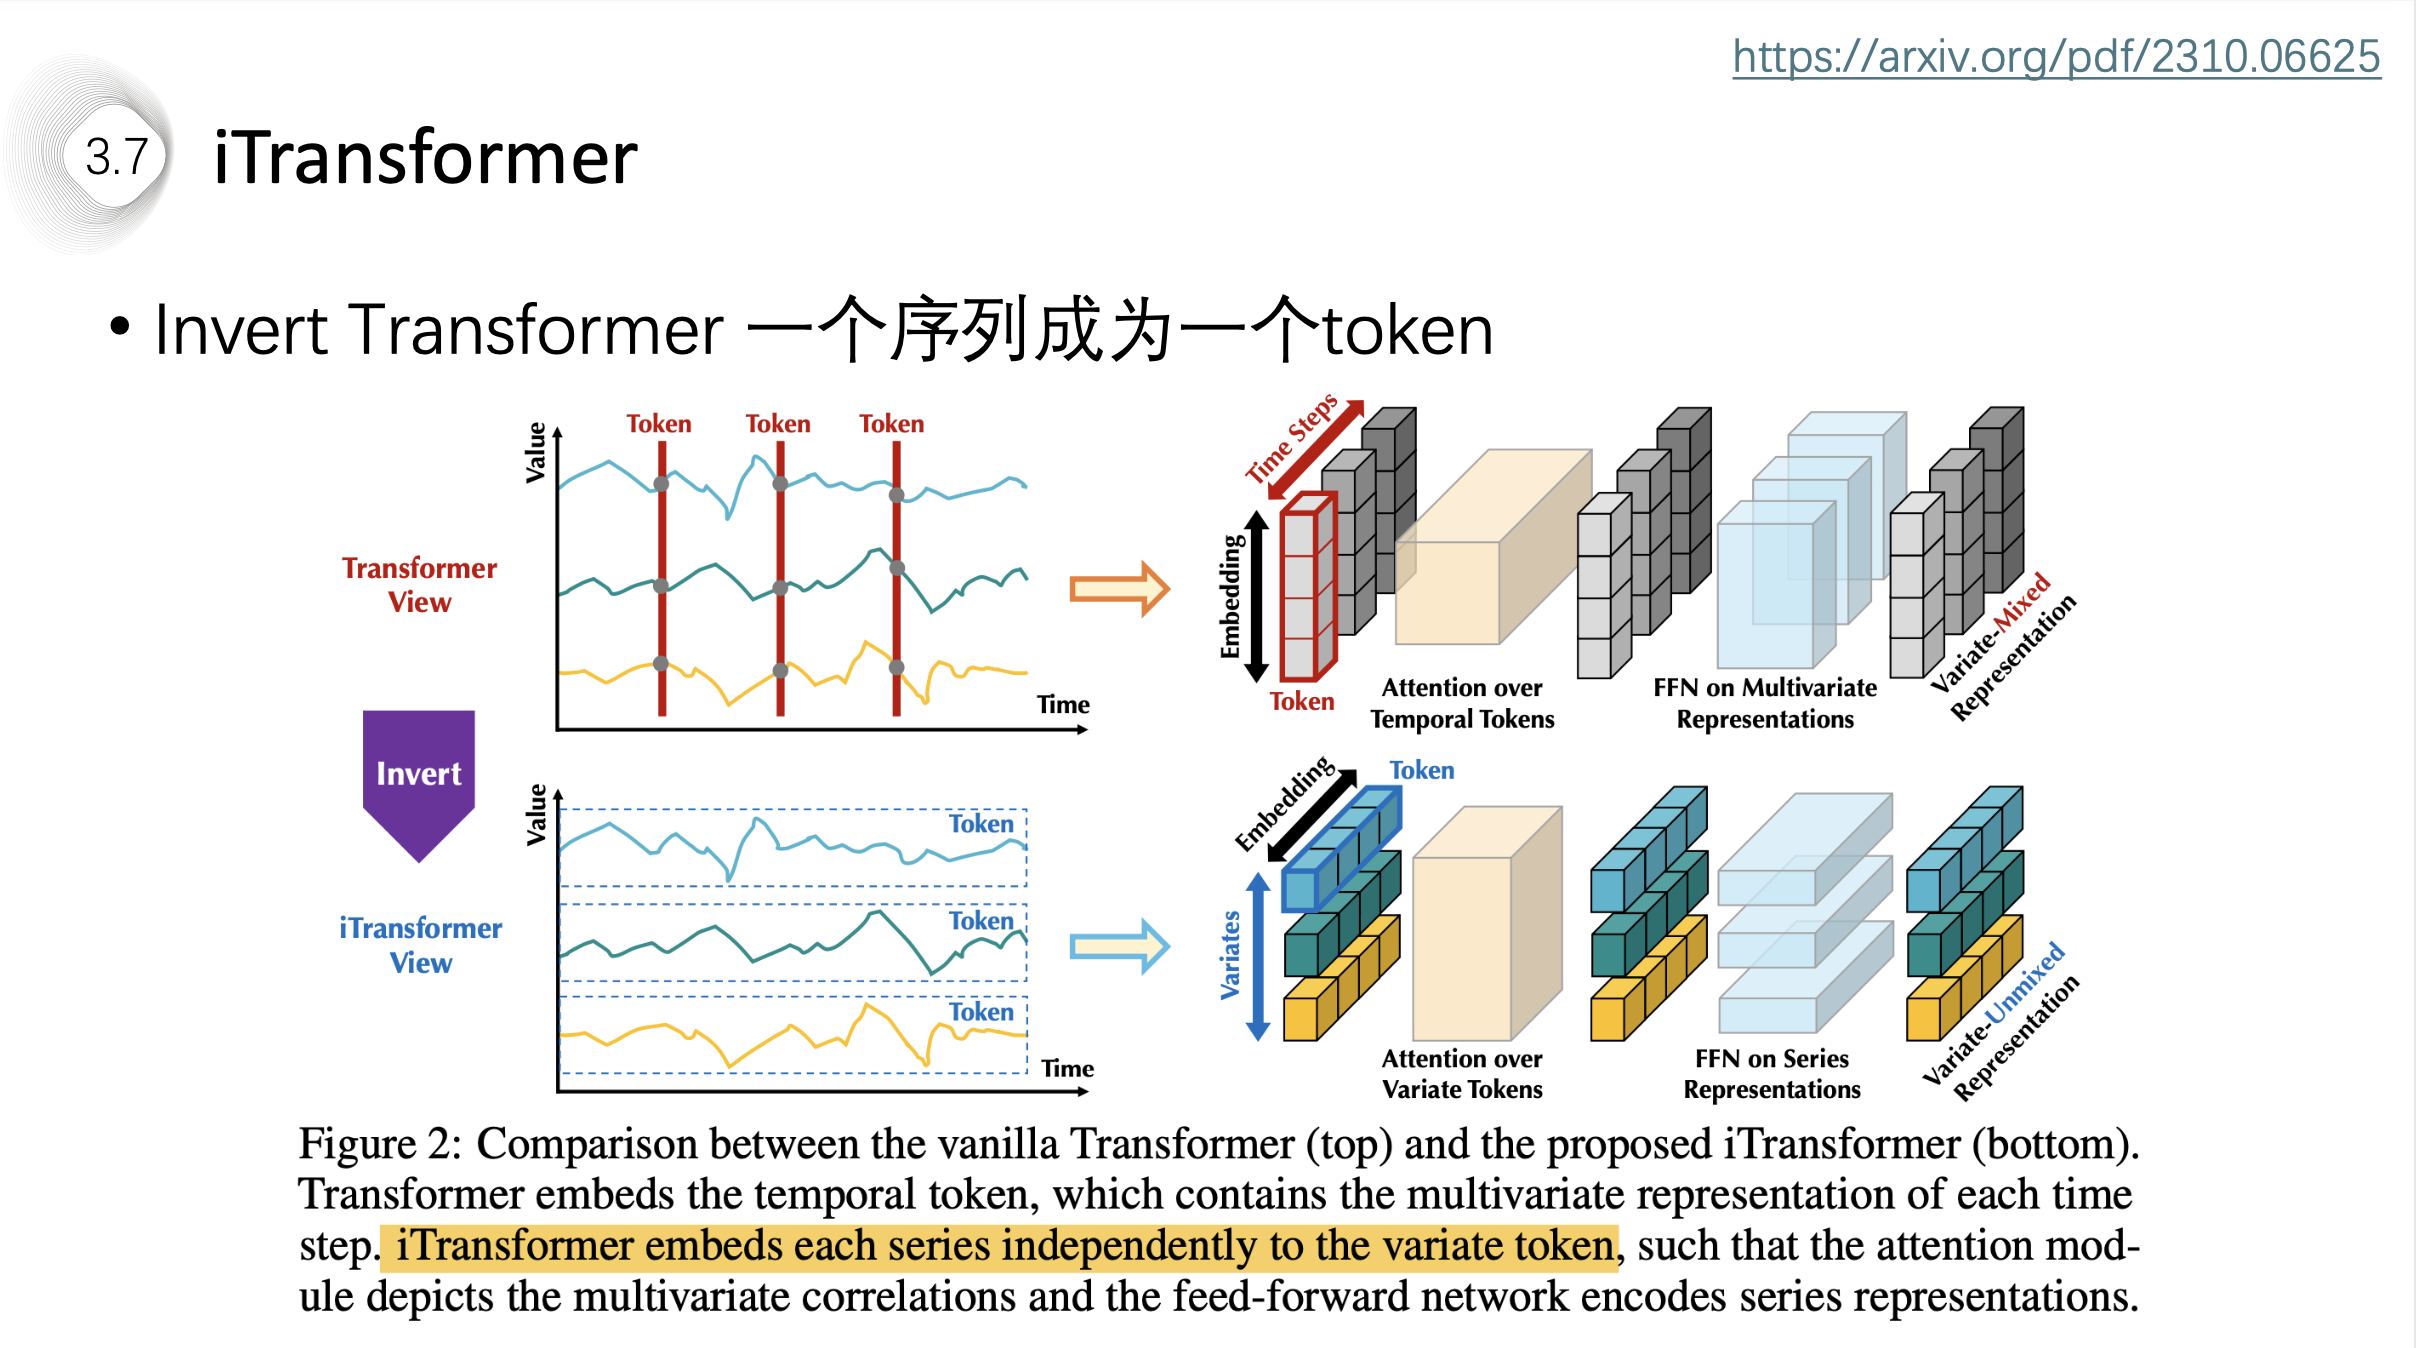 https://arxiv.org/pdf/2310.06625
3.7
iTransformer
• Invert Transformer 一个序列成为一个token
Value
Token
Token
Token
Transformer
View
Time
Time Steps
Embedding
Token
Attention over
Temporal Tokens
FFN on Multivariate
Representations
Variate-Mixed
Representation
Invert
Value
Token
Token
Token
iTransformer
View
Time
Embedding
Token
Variates
Attention over
Variate Tokens
FFN on Series
Representations
Variate-Unmixed
Representation
Figure 2: Comparison between the vanilla Transformer (top) and the proposed iTransformer (bottom).
Transformer embeds the temporal token, which contains the multivariate representation of each time
step. iTransformer embeds each series independently to the variate token, such that the attention mod-
ule depicts the multivariate correlations and the feed-forward network encodes series representations.